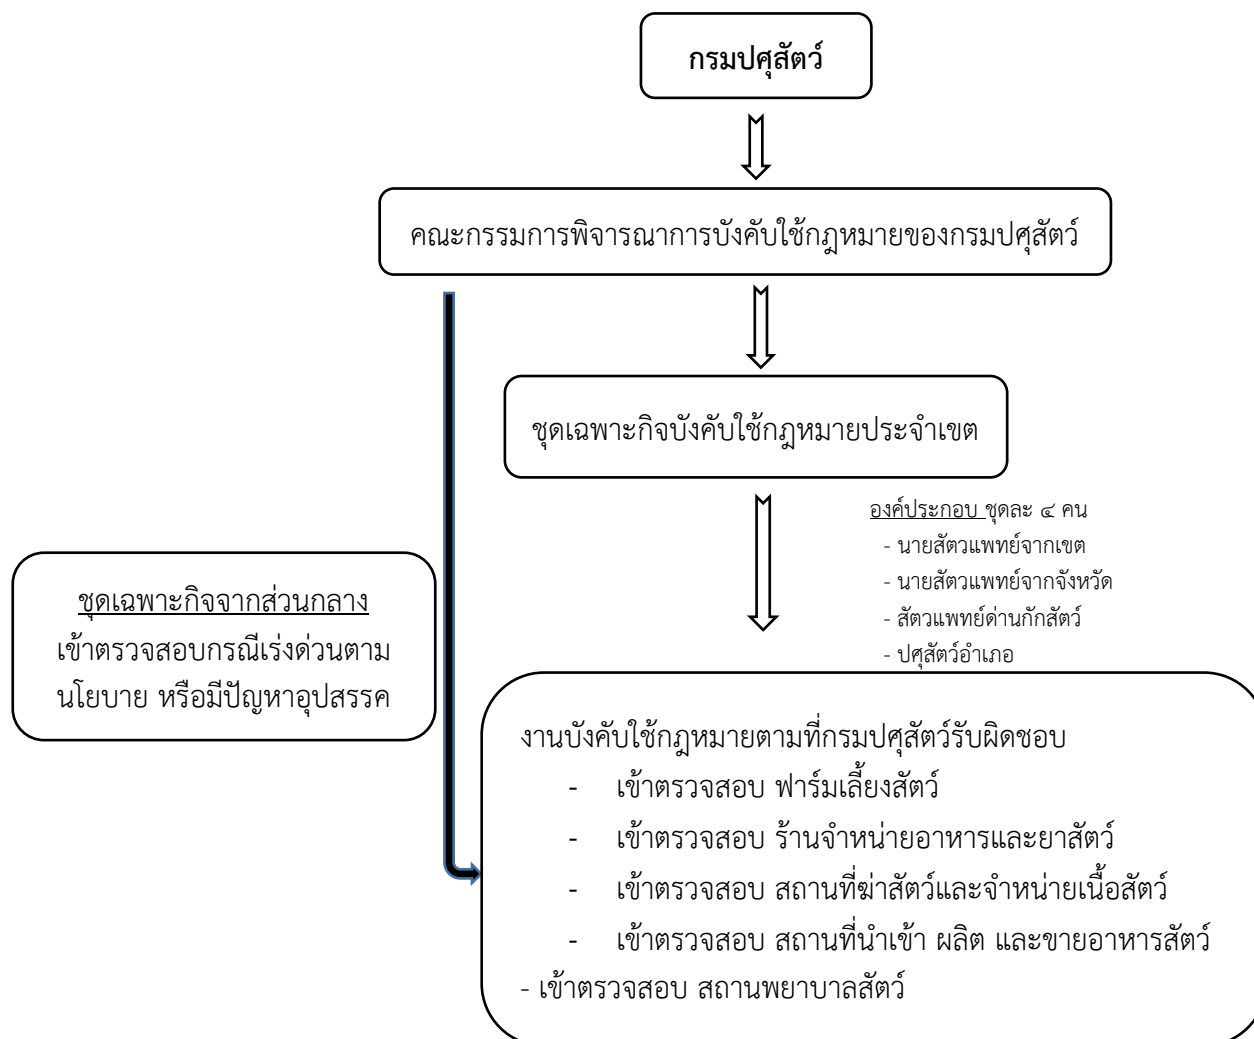 กรมปศุสัตว์
คณะกรรมการพิจารณาการบังคับใช้กฎหมายของกรมปศุสัตว์
ชุดเฉพาะกิจบังคับใช้กฎหมายประจำเขต
องค์ประกอบ ชุดละ ๔ คน
- นายสัตวแพทย์จากเขต
- นายสัตวแพทย์จากจังหวัด
- สัตวแพทย์ด่านกักสัตว์
- ปศุสัตว์อำเภอ
ชุดเฉพาะกิจจากส่วนกลาง
เข้าตรวจสอบกรณีเร่งด่วนตาม
นโยบาย หรือมีปัญหาอุปสรรค
งานบังคับใช้กฎหมายตามที่กรมปศุสัตว์รับผิดชอบ
- เข้าตรวจสอบ ฟาร์มเลี้ยงสัตว์
- เข้าตรวจสอบ ร้านจำหน่ายอาหารและยาสัตว์
- เข้าตรวจสอบ สถานที่ฆ่าสัตว์และจำหน่ายเนื้อสัตว์
- เข้าตรวจสอบ สถานที่นำเข้า ผลิต และขายอาหารสัตว์
- เข้าตรวจสอบ สถานพยาบาลสัตว์